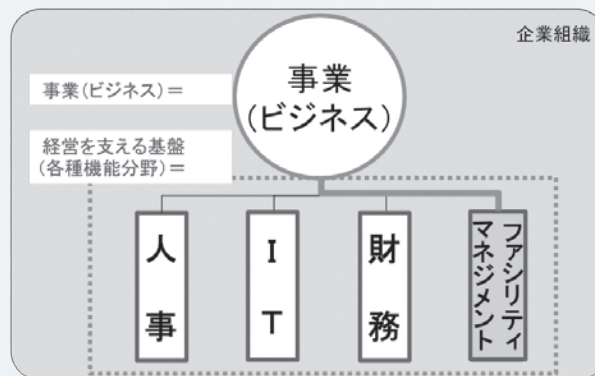 企業組織
事業
(ビジネス)
事業(ビジネス)＝
経営を支える基盤
(各種機能分野)＝
人事
IT
財務
ファシリティ
マネジメント